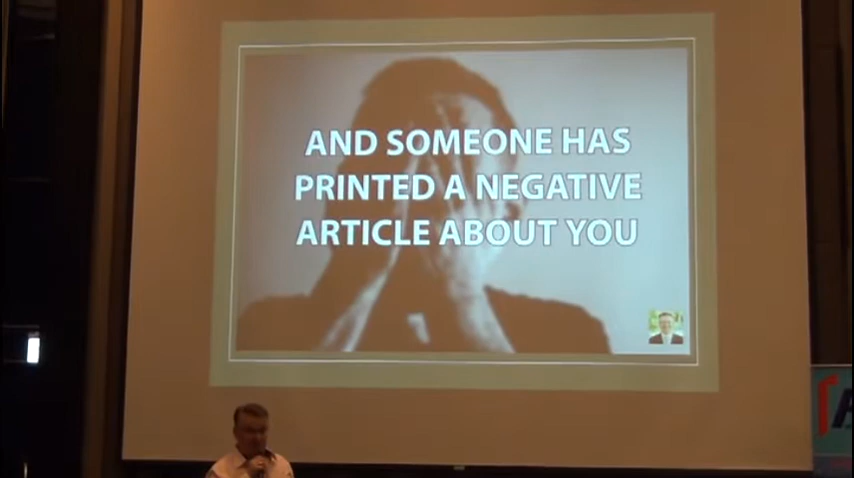 AND SOMEONE HAS
PRINTED A NEGATIVE
ARTICLE ABOUT YOU